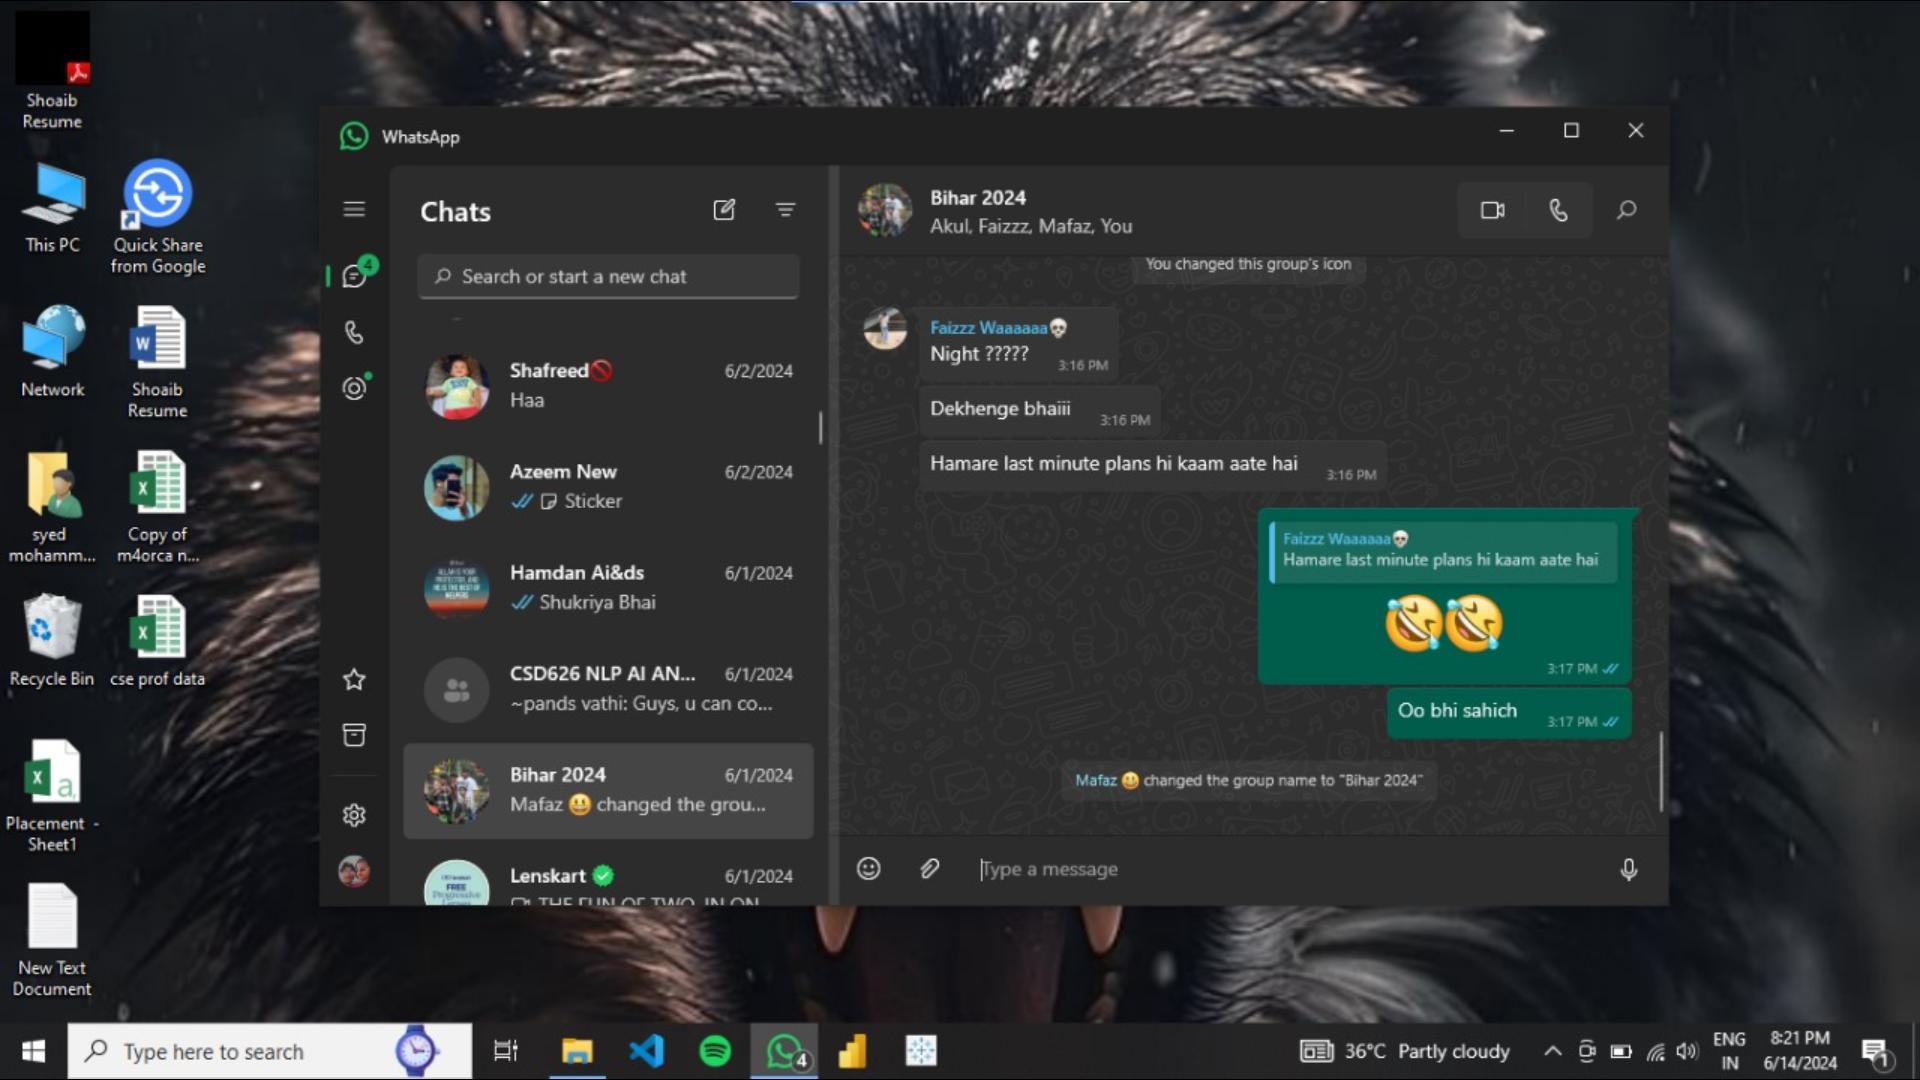 Shoaib
Resume
This PC
Quick Share
from Google
Network
Shoaib
Resume
syed
mohamm...
Copy of
m4orca n...
Recycle Bin
cse prof data
Placement -
Sheet1
New Text
Document
WhatsApp
Chats
4
Search or start a new chat
Shafreed🚫
6/2/2024
Haa
Azeem New
6/2/2024
Sticker
Hamdan Ai&ds
6/1/2024
Shukriya Bhai
CSD626 NLP AI AN...
6/1/2024
~pands vathi: Guys, u can co...
Bihar 2024
6/1/2024
Mafaz 😃 changed the grou...
Lenskart
6/1/2024
THE FUN OF TWO, IN ON
Bihar 2024
Akul, Faizzz, Mafaz, You
You changed this group's icon
Faizzz Waaaaaa💀
Night ?????
3:16 PM
Dekhenge bhaiii
3:16 PM
Hamare last minute plans hi kaam aate hai
3:16 PM
Faizzz Waaaaaa💀
Hamare last minute plans hi kaam aate hai
🤣🤣
3:17 PM
Oo bhi sahich
3:17 PM
Mafaz 😃 changed the group name to "Bihar 2024"
Type a message
Type here to search
4
36°C Partly cloudy
ENG
IN
8:21 PM
6/14/2024
1